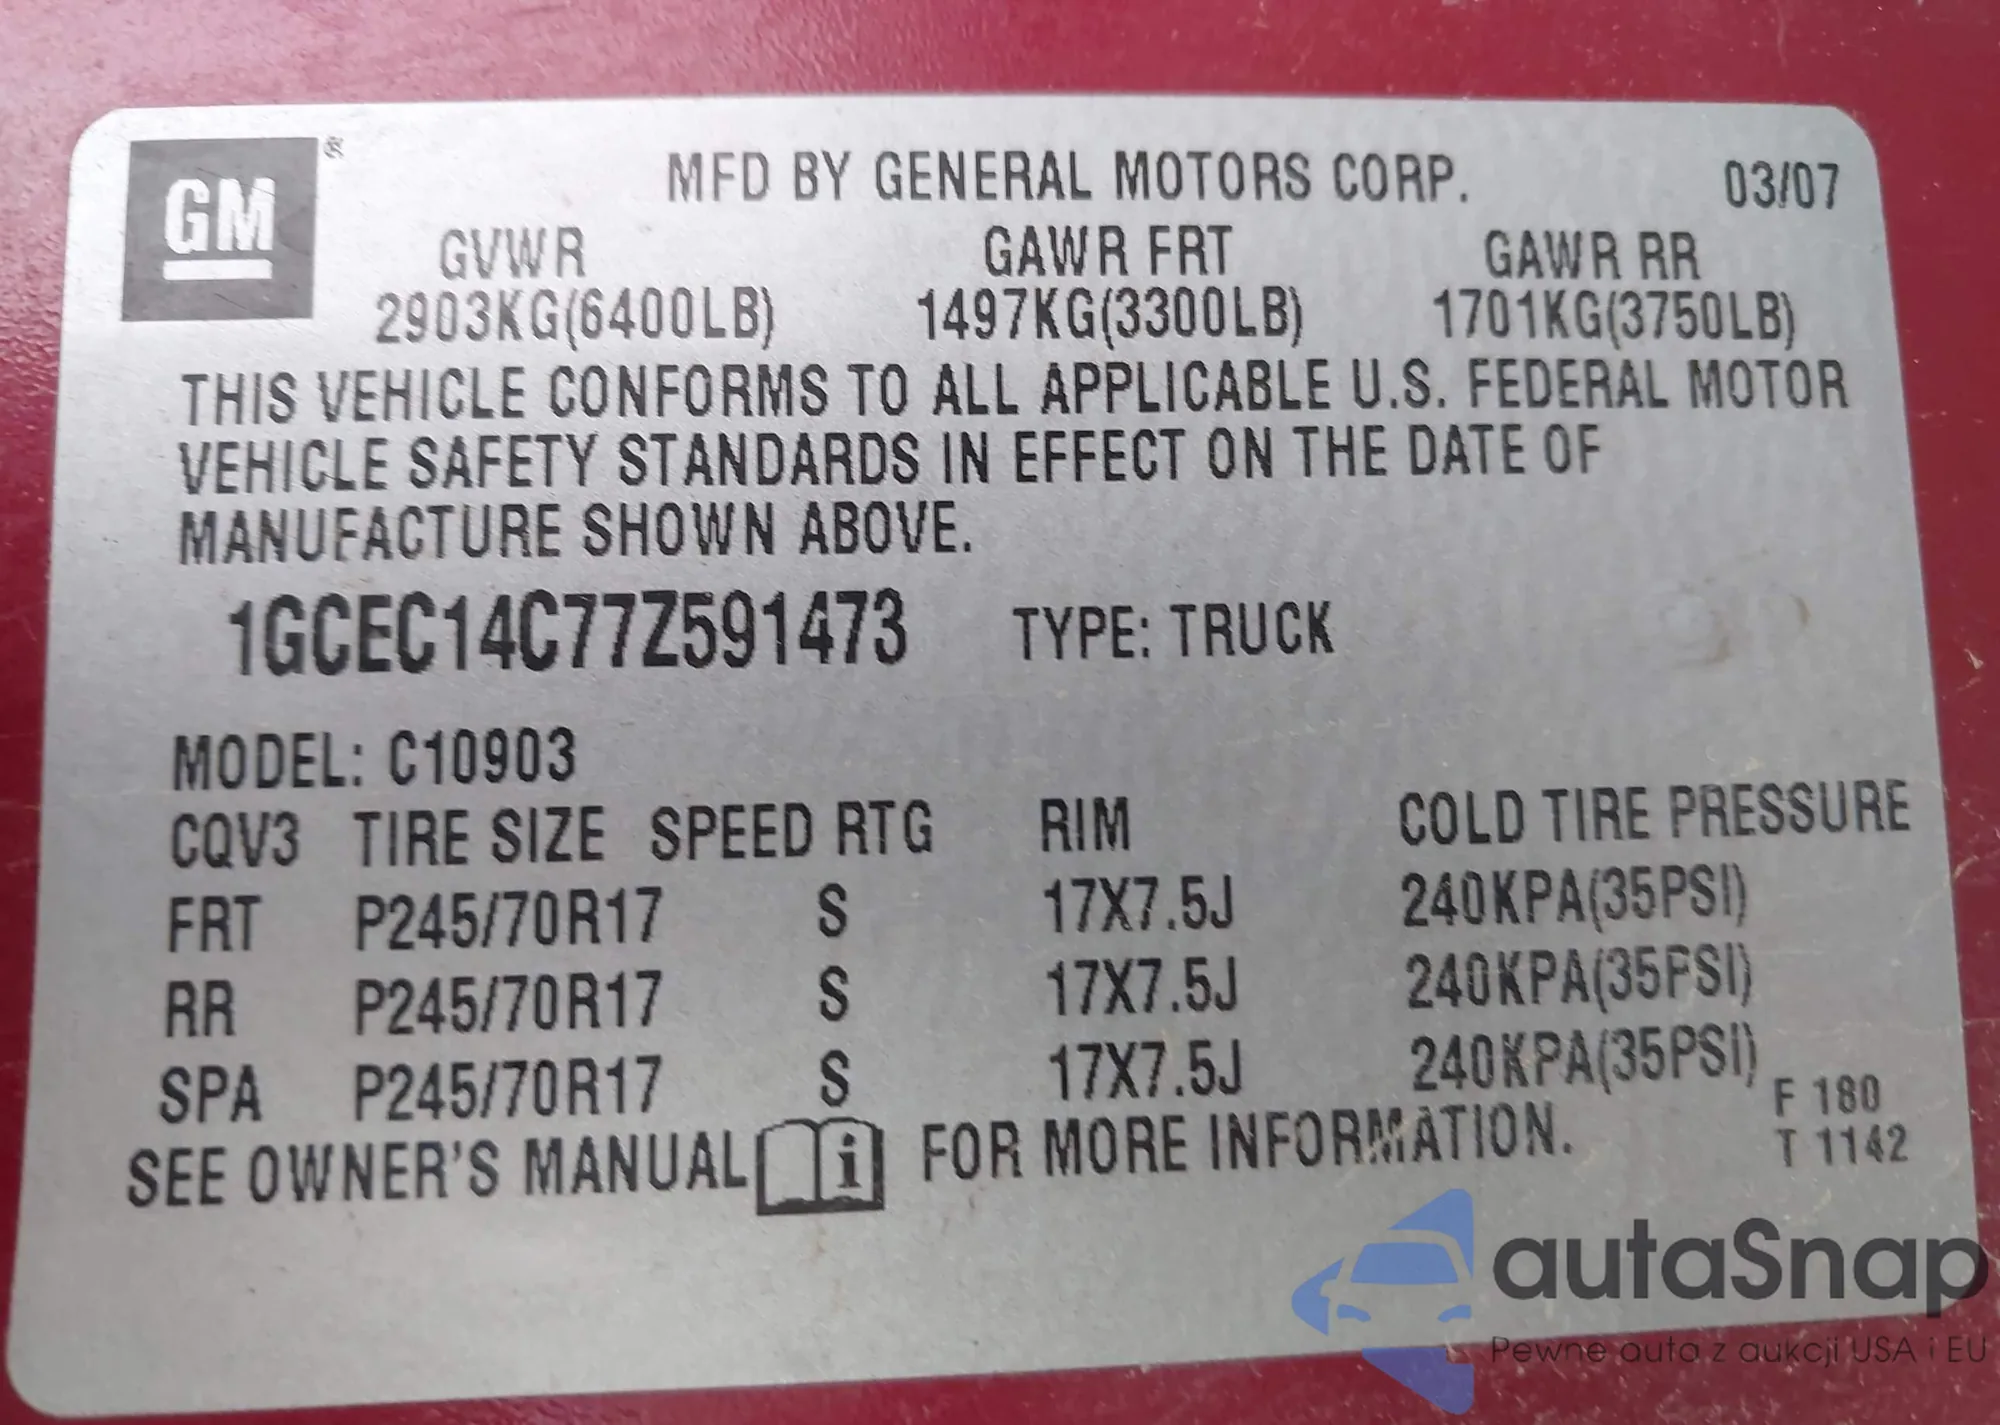 GM ®
MFD BY GENERAL MOTORS CORP. 03/07
GVWR GAWR FRT GAWR RR
2903KG(6400LB) 1497KG(3300LB) 1701KG(3750LB)
THIS VEHICLE CONFORMS TO ALL APPLICABLE U.S. FEDERAL MOTOR
VEHICLE SAFETY STANDARDS IN EFFECT ON THE DATE OF
MANUFACTURE SHOWN ABOVE.
1GCEC14C77Z591473 TYPE: TRUCK
MODEL: C10903
CQV3 TIRE SIZE SPEED RTG RIM COLD TIRE PRESSURE
FRT P245/70R17 S 17X7.5J 240KPA(35PSI)
RR P245/70R17 S 17X7.5J 240KPA(35PSI)
SPA P245/70R17 S 17X7.5J 240KPA(35PSI)
F 180
SEE OWNER'S MANUAL i FOR MORE INFORMATION. T 1142
autaSnap
Pewne auta z aukcji USA i EU